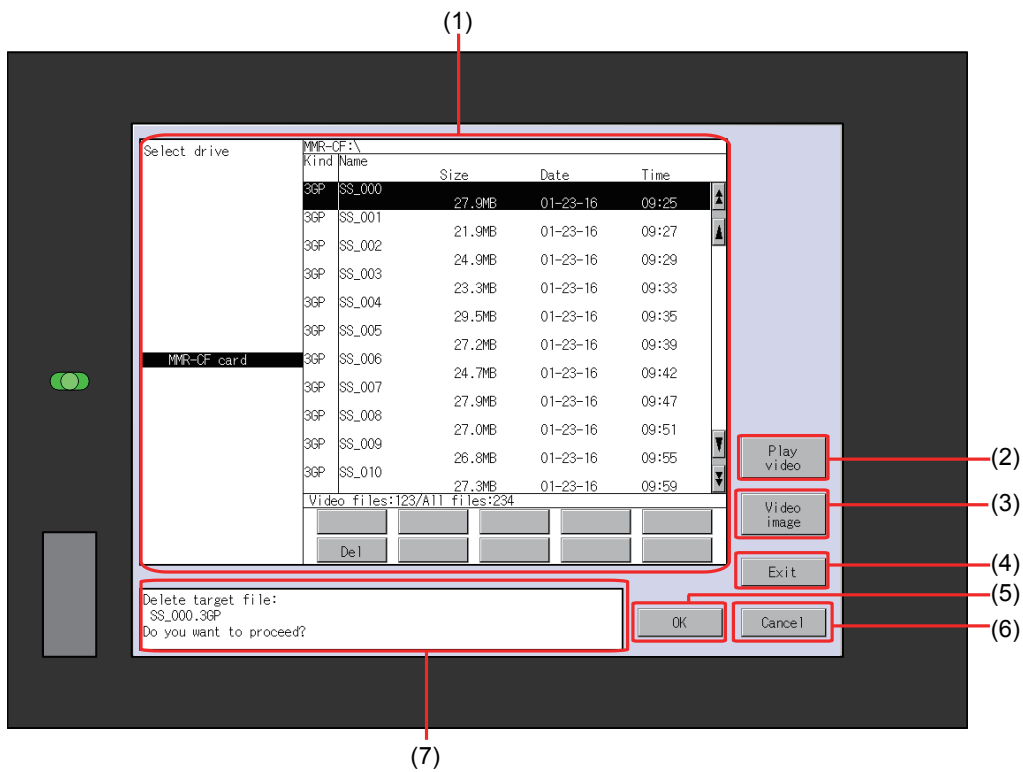 (1)
Select drive
MMR-CF:\
Kind Name
Size Date Time
3GP SS_000
27.9MB 01-23-16 09:25
3GP SS_001
21.9MB 01-23-16 09:27
3GP SS_002
24.9MB 01-23-16 09:29
3GP SS_003
23.3MB 01-23-16 09:33
3GP SS_004
29.5MB 01-23-16 09:35
3GP SS_005
27.2MB 01-23-16 09:39
MMR-CF card
3GP SS_006
24.7MB 01-23-16 09:42
3GP SS_007
27.9MB 01-23-16 09:47
3GP SS_008
27.0MB 01-23-16 09:51
3GP SS_009
26.8MB 01-23-16 09:55
3GP SS_010
27.3MB 01-23-16 09:59
Video files:123/All files:234
Del
Play
video
(2)
Video
image
(3)
Exit
(4)
(5)
Delete target file:
SS_000.3GP
Do you want to proceed?
OK
Cancel
(6)
(7)